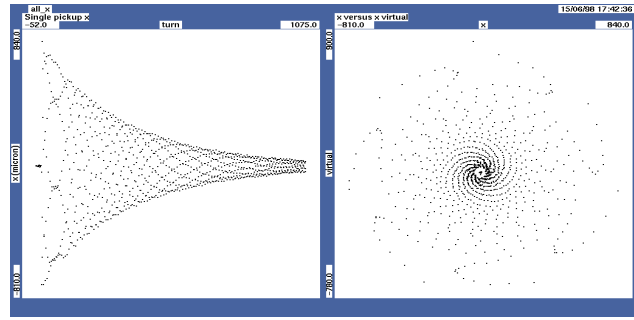 all_x
15/06/98 17:42:36
Single pickup x
-52.0 turn 1075.0
840.0
x (micron)
-810.0
x versus x virtual
-810.0 x 840.0
900.0
virtual
-780.0